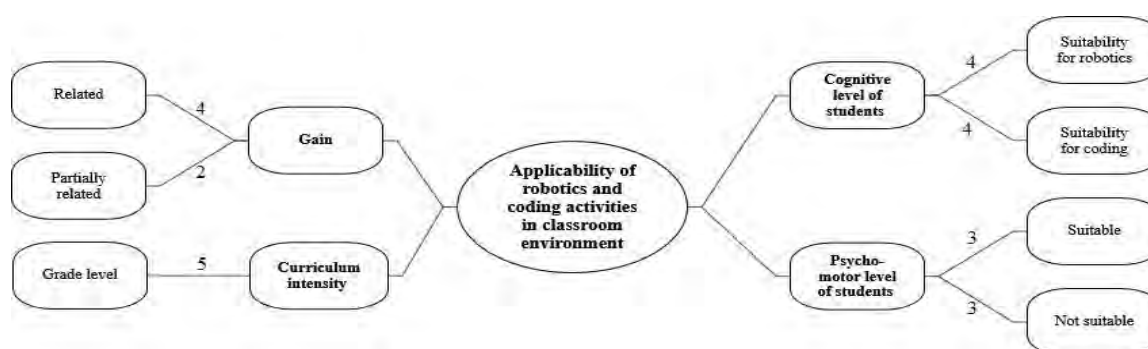 Related
4
Gain
Partially
related
2
Grade level
5
Curriculum
intensity
Applicability of
robotics and
coding activities
in classroom
environment
Cognitive
level of
students
4
Suitability
for robotics
4
Suitability
for coding
Psycho-
motor level
of students
3
Suitable
3
Not suitable